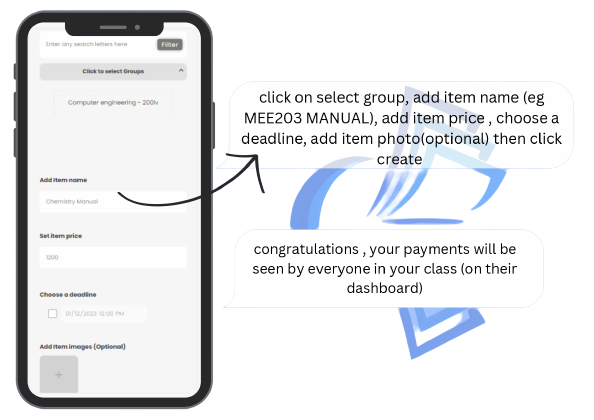 Enter any search letters here
Filter
Click to select Groups
Computer engineering - 200lv
Add Item name
Chemistry Manual
Set item price
1200
Choose a deadline
01/12/2023 12:00 PM
Add Item images (Optional)
+
click on select group, add item name (eg
MEE203 MANUAL), add item price , choose a
deadline, add item photo(optional) then click
create
congratulations , your payments will be
seen by everyone in your class (on their
dashboard)